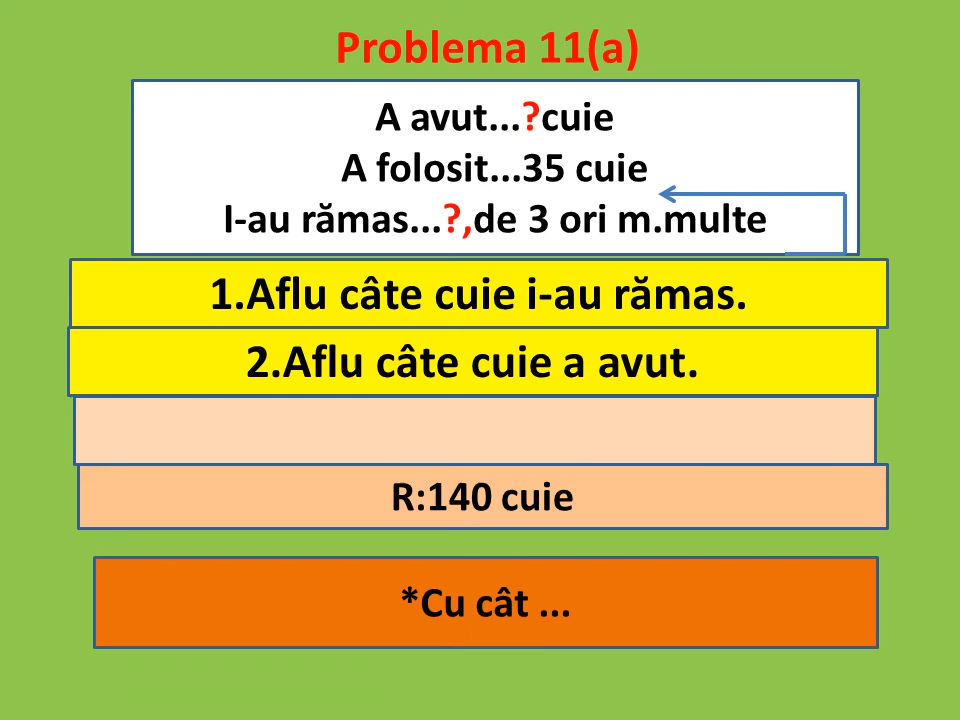 Problema 11(a)
A avut...?cuie
A folosit...35 cuie
I-au rămas...?,de 3 ori m.multe
1.Aflu câte cuie i-au rămas.
2.Aflu câte cuie a avut.
R:140 cuie
*Cu cât ...